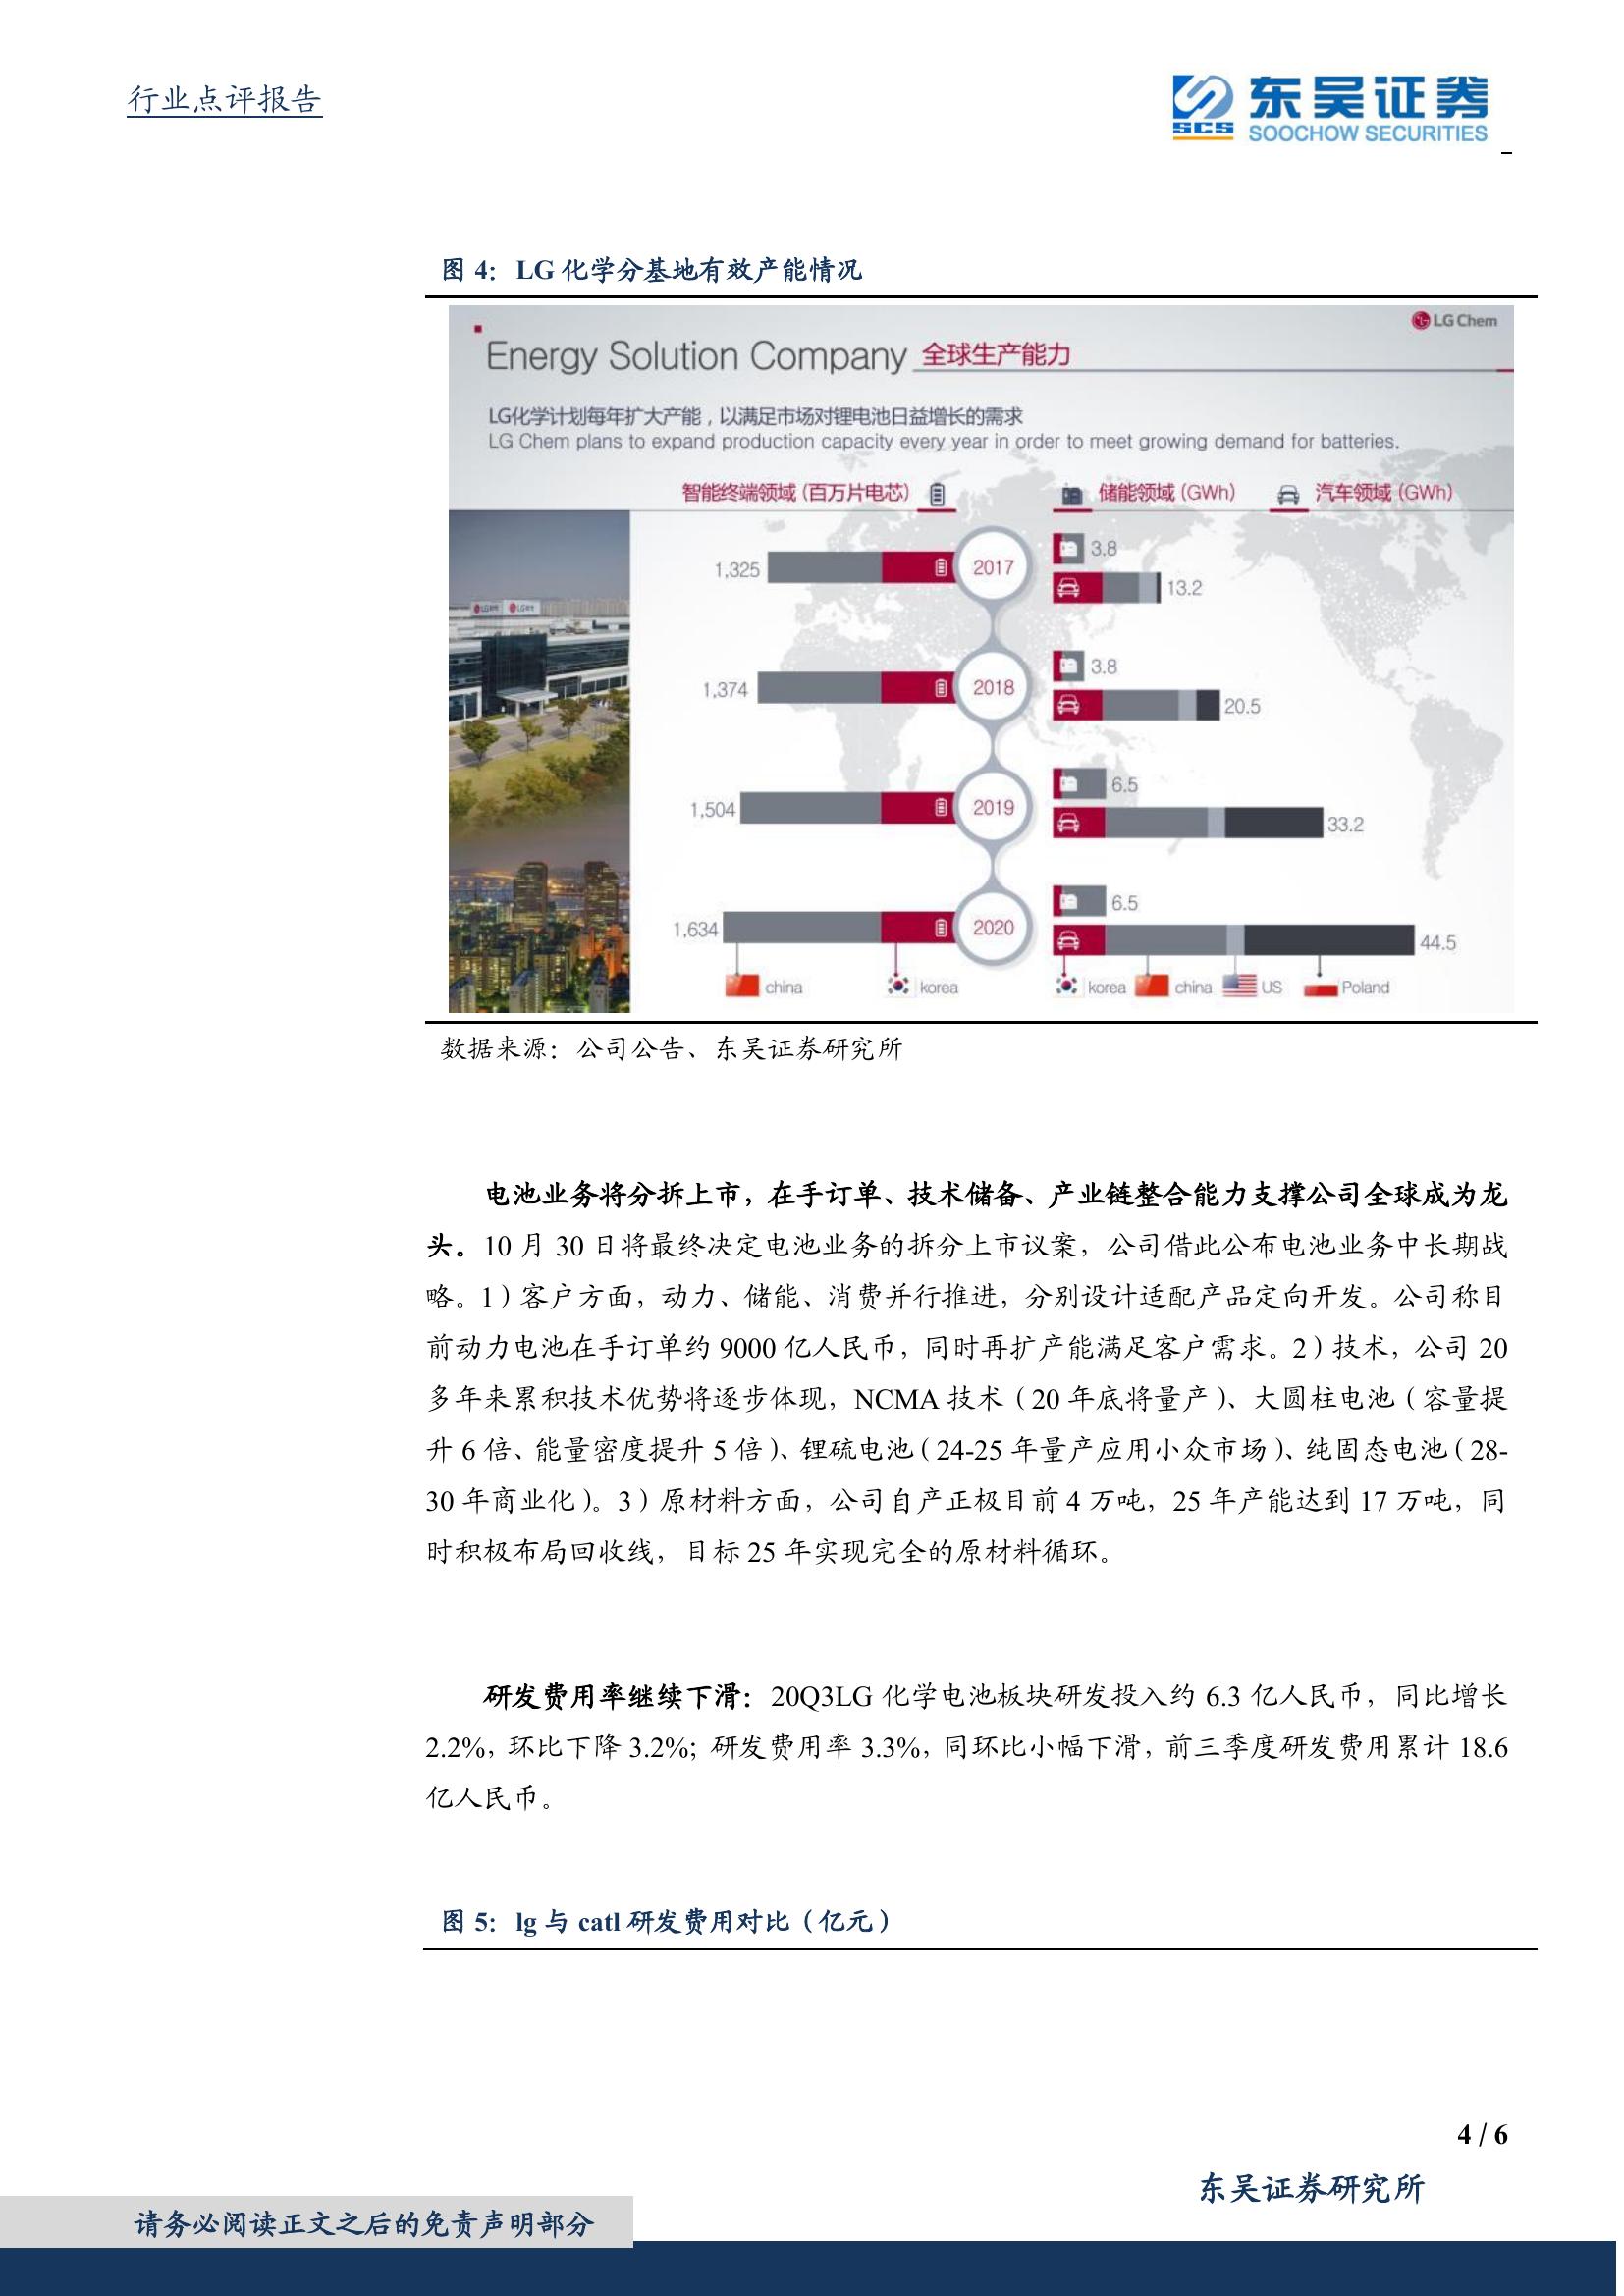 行业点评报告
东吴证券
SCS
SOOCHOW SECURITIES
图 4：LG 化学分基地有效产能情况
LG Chem
Energy Solution Company 全球生产能力
LG化学计划每年扩大产能，以满足市场对锂电池日益增长的需求
LG Chem plans to expand production capacity every year in order to meet growing demand for batteries.
智能终端领域 (百万片电芯)
储能领域 (GWh)
汽车领域 (GWh)
1,325
2017
3.8
13.2
1,374
2018
3.8
20.5
1,504
2019
6.5
33.2
1,634
2020
6.5
44.5
china
korea
korea
china
US
Poland
数据来源：公司公告、东吴证券研究所
电池业务将分拆上市，在手订单、技术储备、产业链整合能力支撑公司全球成为龙
头。10 月 30 日将最终决定电池业务的拆分上市议案，公司借此公布电池业务中长期战
略。1）客户方面，动力、储能、消费并行推进，分别设计适配产品定向开发。公司称目
前动力电池在手订单约 9000 亿人民币，同时再扩产能满足客户需求。2）技术，公司 20
多年来累积技术优势将逐步体现，NCMA 技术（20 年底将量产）、大圆柱电池（容量提
升 6 倍、能量密度提升 5 倍）、锂硫电池（24-25 年量产应用小众市场）、纯固态电池（28-
30 年商业化）。3）原材料方面，公司自产正极目前 4 万吨，25 年产能达到 17 万吨，同
时积极布局回收线，目标 25 年实现完全的原材料循环。
研发费用率继续下滑：20Q3LG 化学电池板块研发投入约 6.3 亿人民币，同比增长
2.2%，环比下降 3.2%；研发费用率 3.3%，同环比小幅下滑，前三季度研发费用累计 18.6
亿人民币。
图 5：lg 与 catl 研发费用对比（亿元）
4 / 6
东吴证券研究所
请务必阅读正文之后的免责声明部分